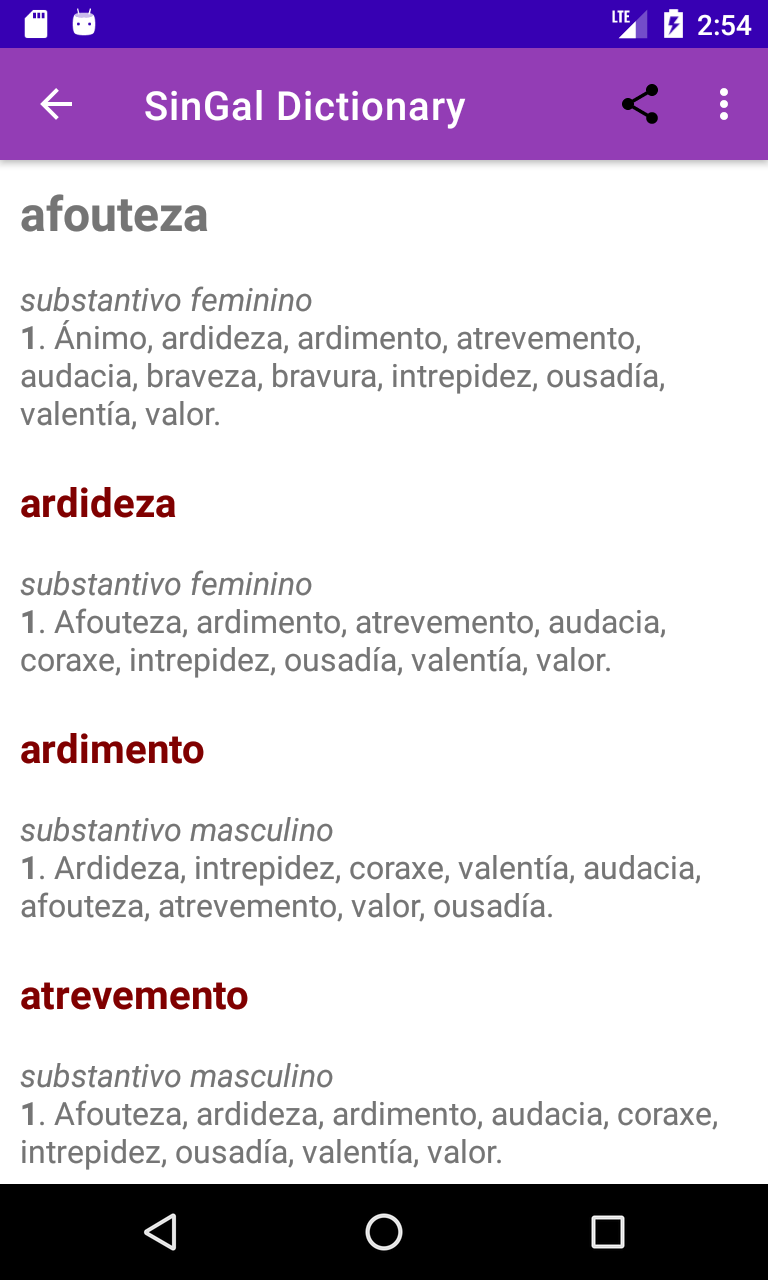 LTE 2:54
SinGal Dictionary
afouteza
substantivo feminino
1. Ánimo, ardideza, ardimento, atrevemento,
audacia, braveza, bravura, intrepidez, ousadía,
valentía, valor.
ardideza
substantivo feminino
1. Afouteza, ardimento, atrevemento, audacia,
coraxe, intrepidez, ousadía, valentía, valor.
ardimento
substantivo masculino
1. Ardideza, intrepidez, coraxe, valentía, audacia,
afouteza, atrevemento, valor, ousadía.
atrevemento
substantivo masculino
1. Afouteza, ardideza, ardimento, audacia, coraxe,
intrepidez, ousadía, valentía, valor.